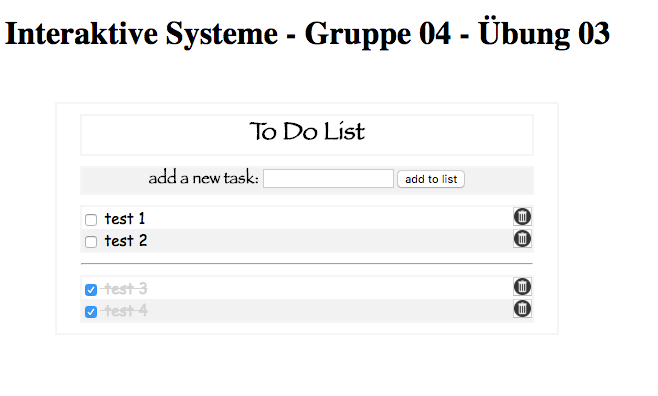 Interaktive Systeme - Gruppe 04 - Übung 03
To Do List
add a new task: add to list
test 1
test 2
test 3
test 4